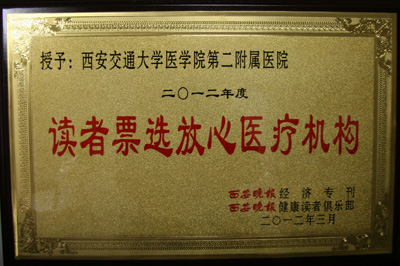 授予：西安交通大学医学院第二附属医院
二〇一二年度
读者票选放心医疗机构
西安晚报 经济专刊
西安晚报 健康读者俱乐部
二〇一二年三月